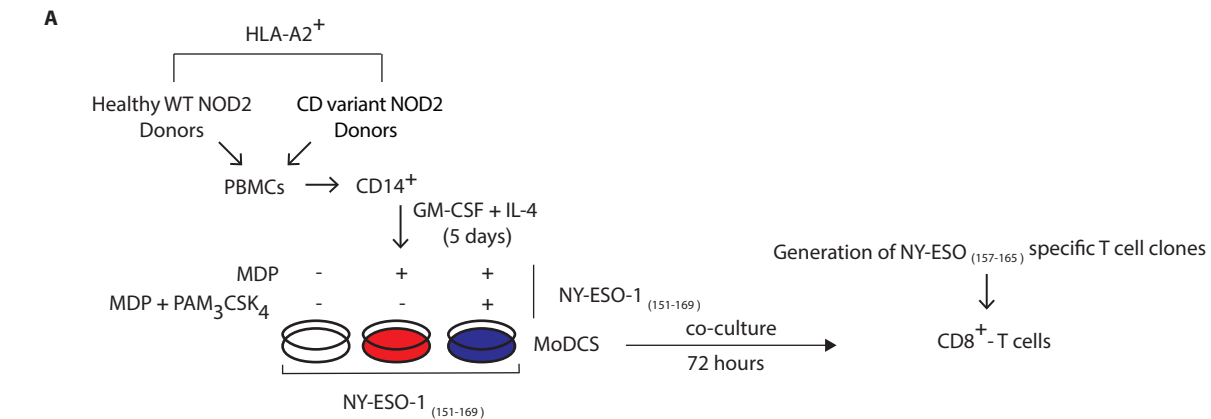 A
HLA-A2+
Healthy WT NOD2 Donors
CD variant NOD2 Donors
PBMCs
CD14+
GM-CSF + IL-4
(5 days)
MDP - + +
MDP + PAM3CSK4 - - +
NY-ESO-1 (151-169)
MoDCS
NY-ESO-1 (151-169)
co-culture
72 hours
Generation of NY-ESO (157-165) specific T cell clones
CD8+- T cells